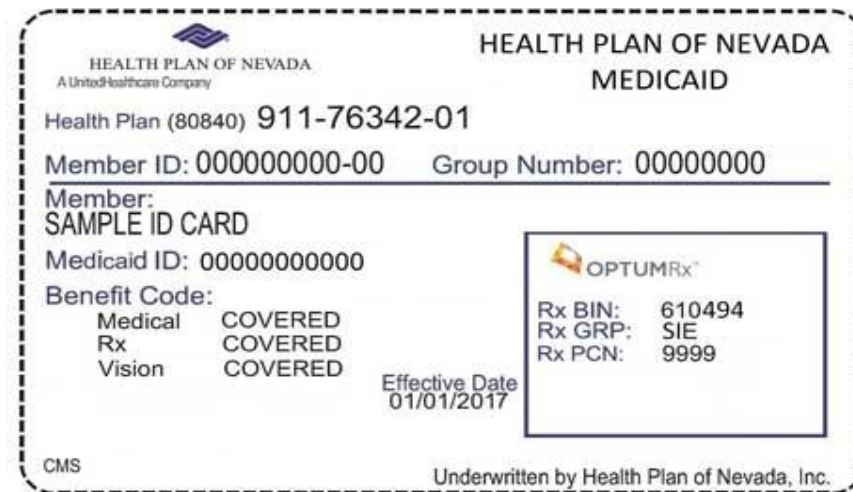 HEALTH PLAN OF NEVADA
A UnitedHealthcare Company
HEALTH PLAN OF NEVADA
MEDICAID
Health Plan (80840) 911-76342-01
Member ID: 000000000-00 Group Number: 00000000
Member:
SAMPLE ID CARD
Medicaid ID: 00000000000
Benefit Code:
Medical COVERED
Rx COVERED
Vision COVERED
Effective Date
01/01/2017
OPTUMRx™
Rx BIN: 610494
Rx GRP: SIE
Rx PCN: 9999
CMS
Underwritten by Health Plan of Nevada, Inc.